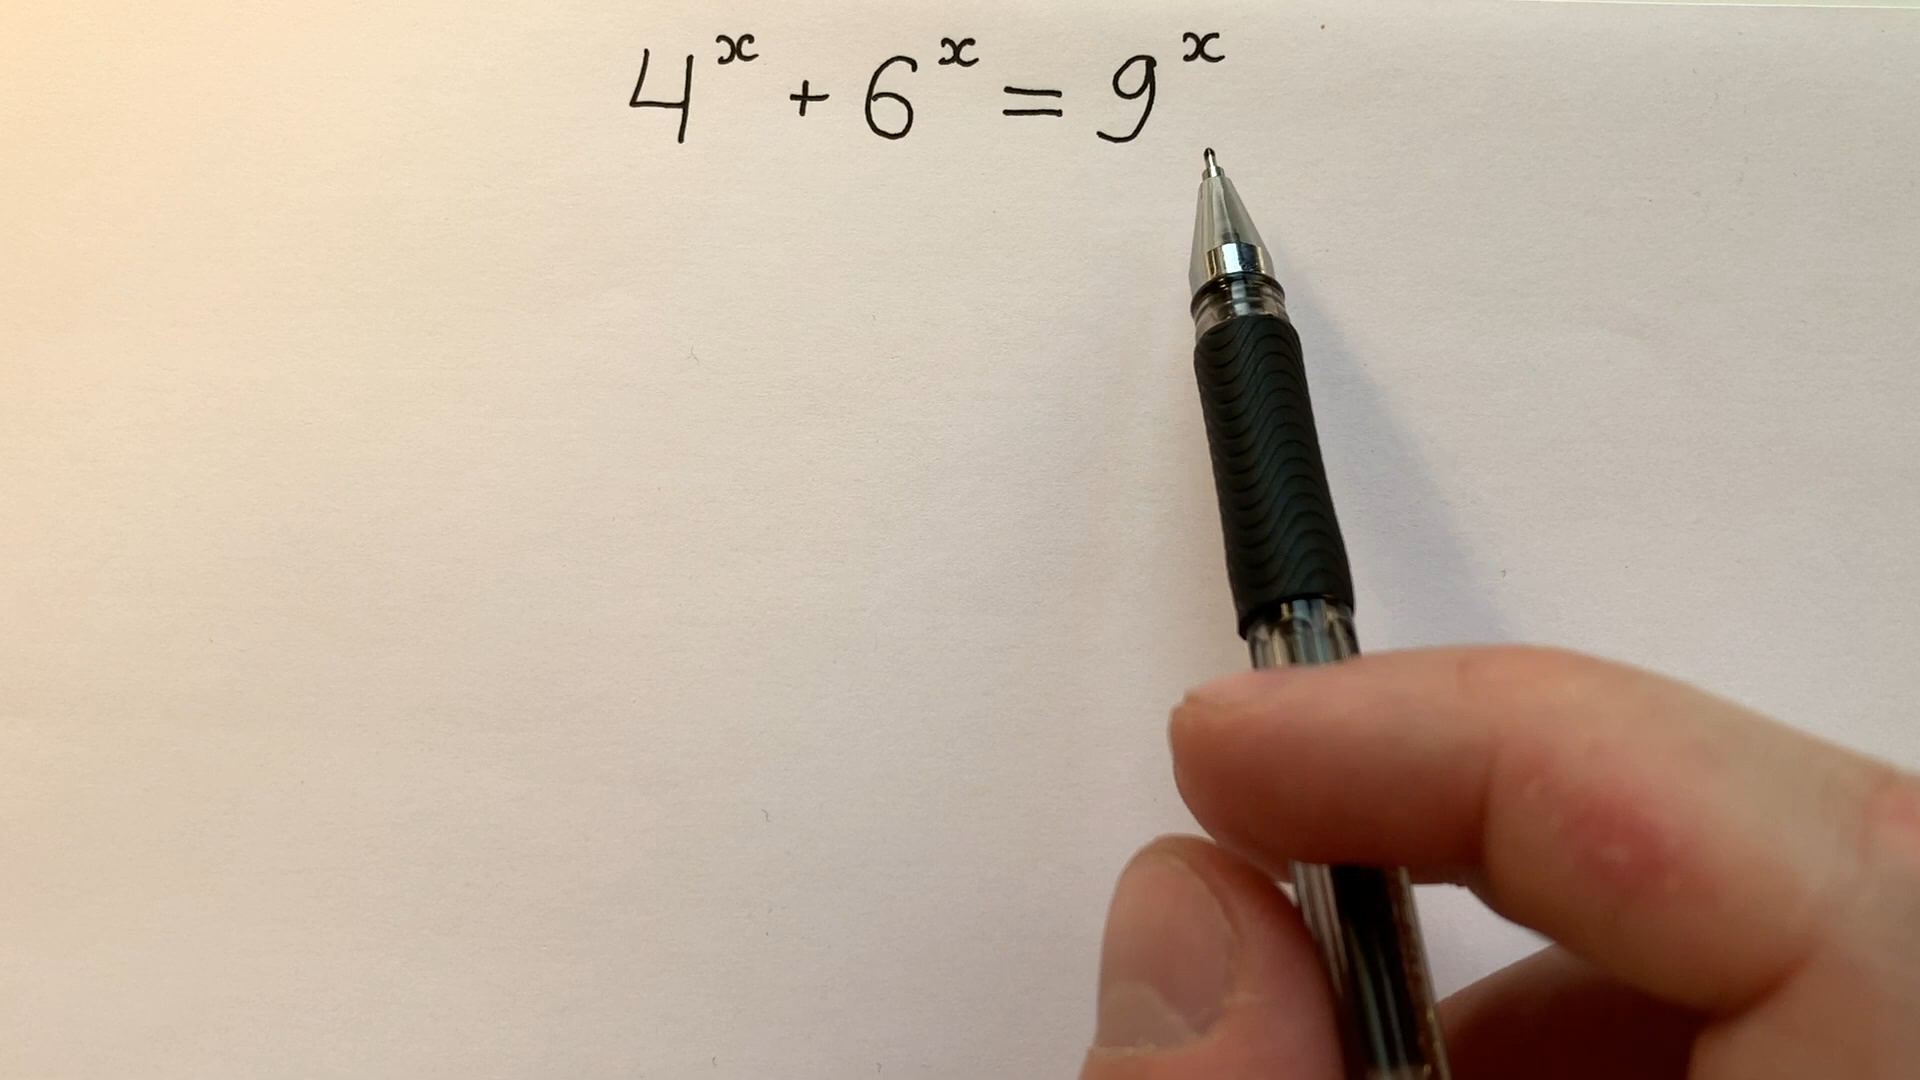 4^x + 6^x = 9^x